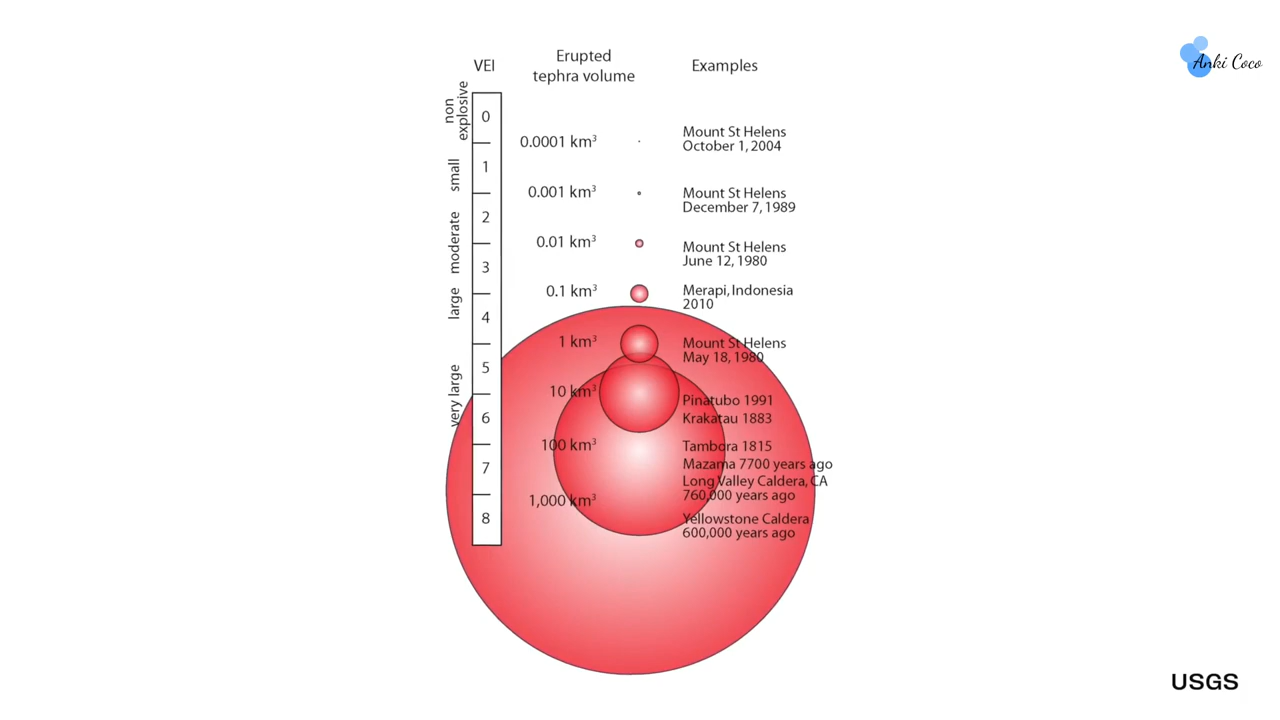 VEI
Erupted
tephra volume
Examples
non
explosive
small
moderate
large
very large
0
1
2
3
4
5
6
7
8
0.0001 km³
0.001 km³
0.01 km³
0.1 km³
1 km³
10 km³
100 km³
1,000 km³
Mount St Helens
October 1, 2004
Mount St Helens
December 7, 1989
Mount St Helens
June 12, 1980
Merapi, Indonesia
2010
Mount St Helens
May 18, 1980
Pinatubo 1991
Krakatau 1883
Tambora 1815
Mazama 7700 years ago
Long Valley Caldera, CA
760,000 years ago
Yellowstone Caldera
600,000 years ago
Anki Coco
USGS